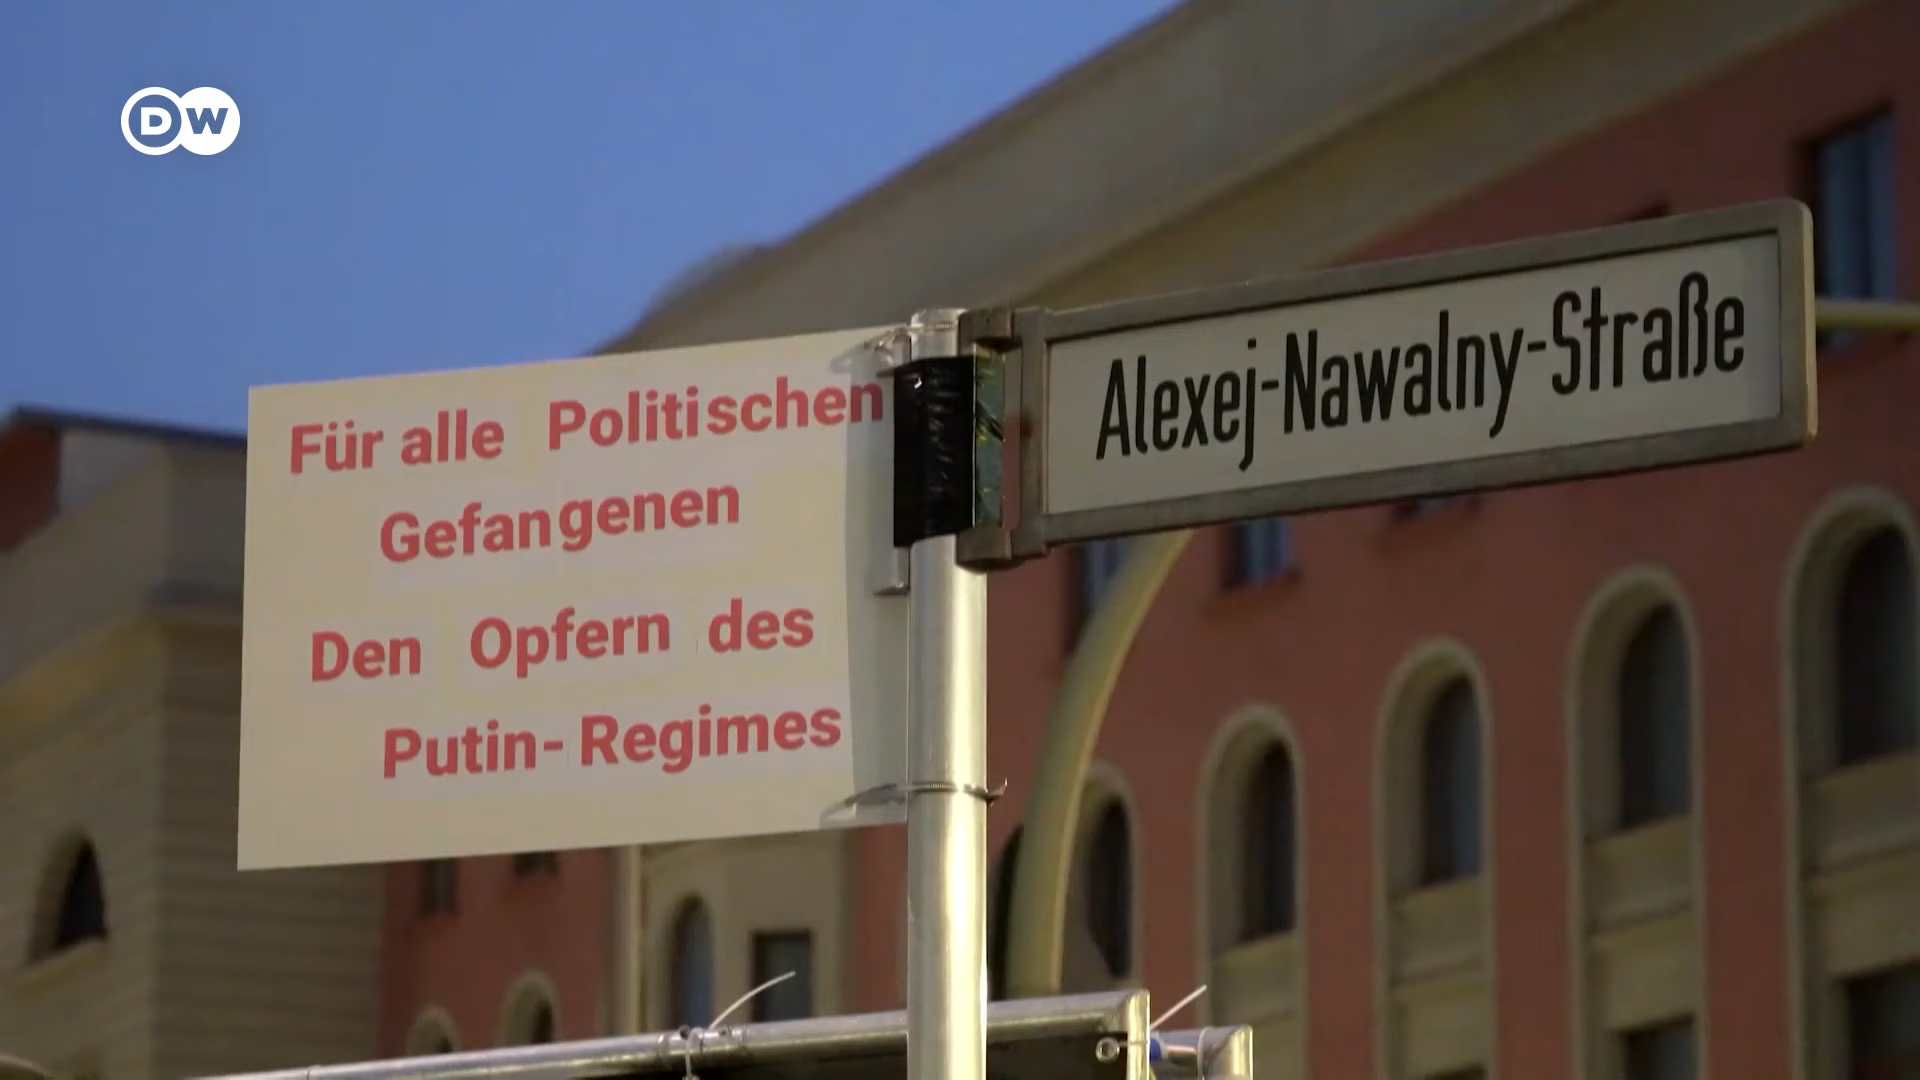 DW
Für alle Politischen
Gefangenen
Den Opfern des
Putin-Regimes
Alexej-Nawalny-Straße